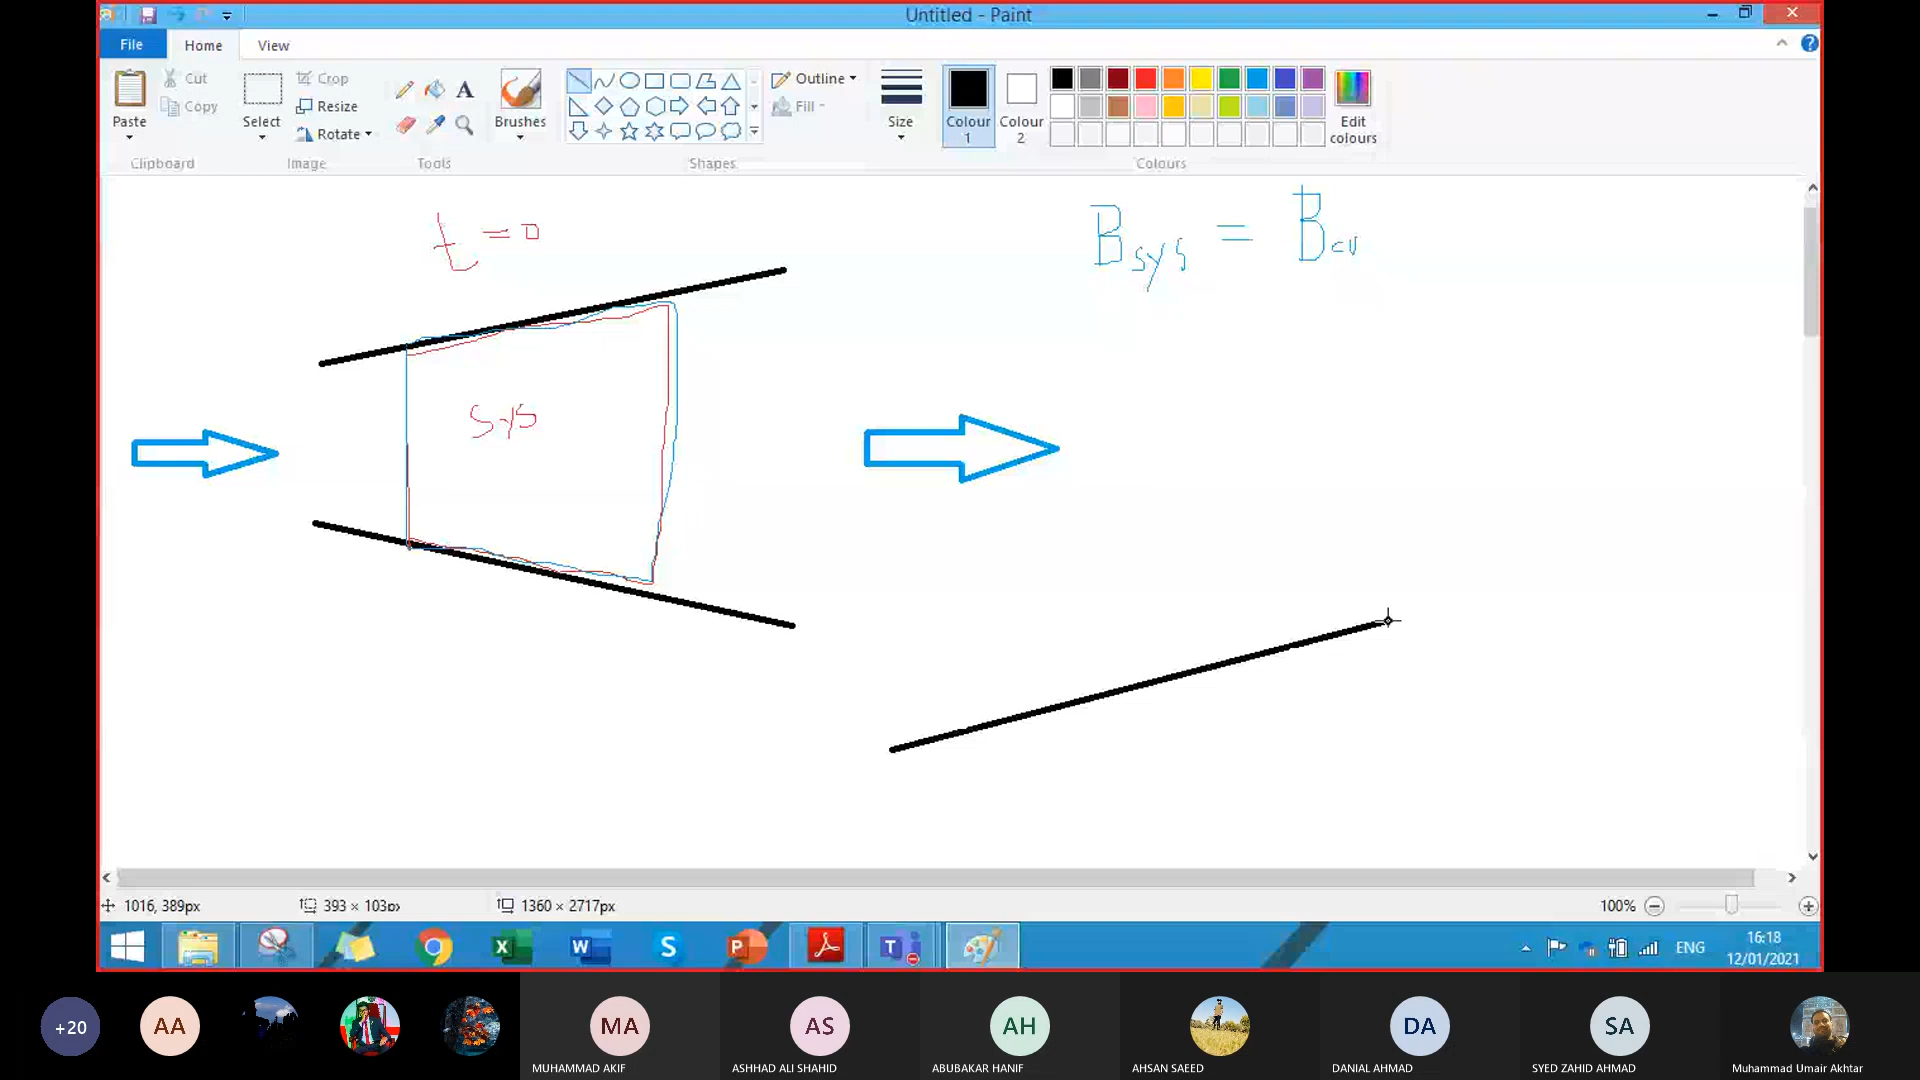 Untitled - Paint
File Home View
Paste Cut Copy Clipboard
Select Crop Resize Rotate Image
A Tools
Brushes
Shapes
Outline Fill
Size
Colour 1 Colour 2
Edit colours
Colours
t = 0
B sys = B cv
sys
1016, 389px 393 × 103px 1360 × 2717px 100%
ENG 16:18
12/01/2021
+20 AA MA AS AH DA SA
MUHAMMAD AKIF ASHHAD ALI SHAHID ABUBAKAR HANIF AHSAN SAEED DANIAL AHMAD SYED ZAHID AHMAD Muhammad Umair Akhtar